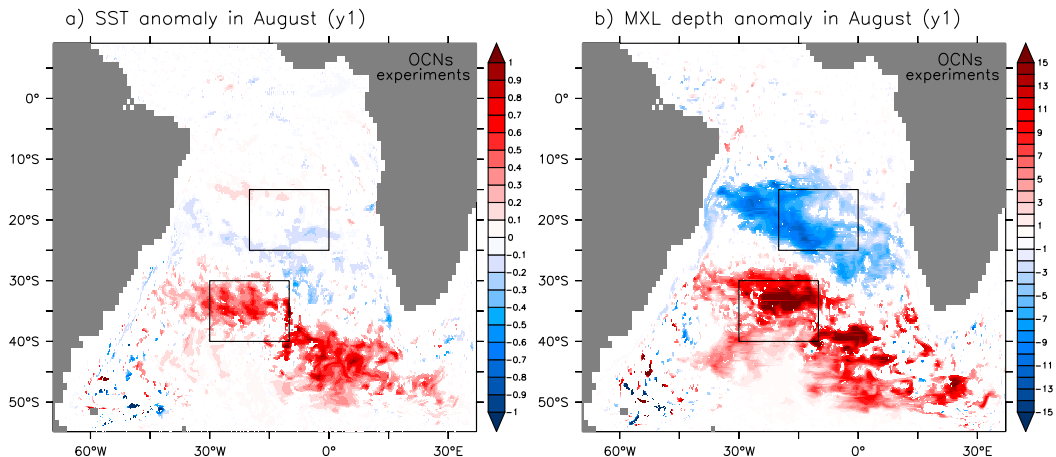 a) SST anomaly in August (y1)
OCNs
experiments
0°
10°S
20°S
30°S
40°S
50°S
60°W
30°W
0°
30°E
1
0.9
0.8
0.7
0.6
0.5
0.4
0.3
0.2
0.1
0
-0.1
-0.2
-0.3
-0.4
-0.5
-0.6
-0.7
-0.8
-0.9
-1
b) MXL depth anomaly in August (y1)
OCNs
experiments
0°
10°S
20°S
30°S
40°S
50°S
60°W
30°W
0°
30°E
15
13
11
9
7
5
3
1
-1
-3
-5
-7
-9
-11
-13
-15